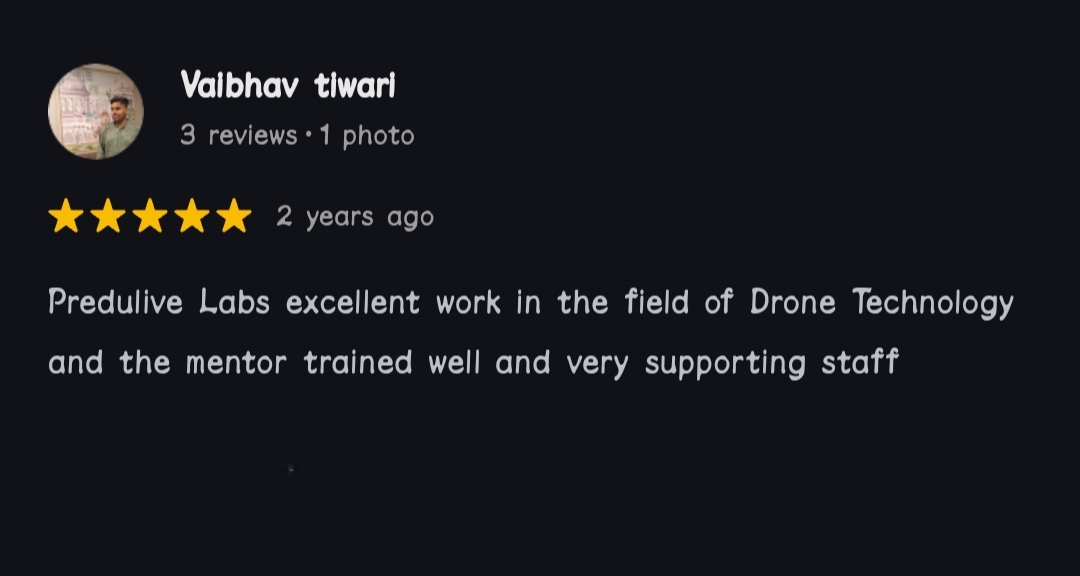 Vaibhav tiwari
3 reviews • 1 photo
2 years ago
Predulive Labs excellent work in the field of Drone Technology
and the mentor trained well and very supporting staff